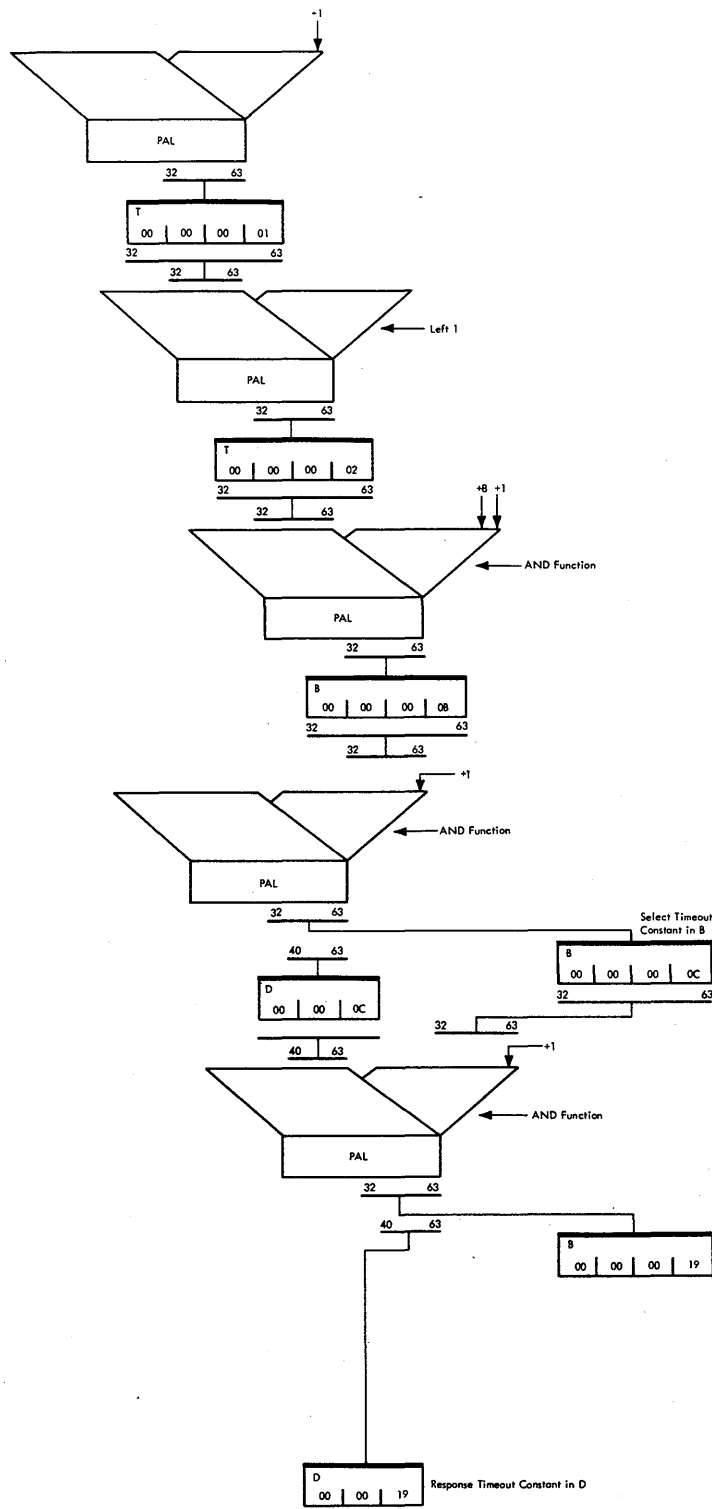 +1
PAL
32 63
T
00 00 00 01
32 63
32 63
Left 1
PAL
32 63
T
00 00 00 02
32 63
32 63
+8 +1
AND Function
PAL
32 63
B
00 00 00 0B
32 63
32 63
+1
AND Function
PAL
32 63
Select Timeout
Constant in B
40 63
B
00 00 00 0C
D
00 00 0C
32 63
32 63
40 63
+1
AND Function
PAL
32 63
40 63
B
00 00 00 19
D
00 00 19
Response Timeout Constant in D